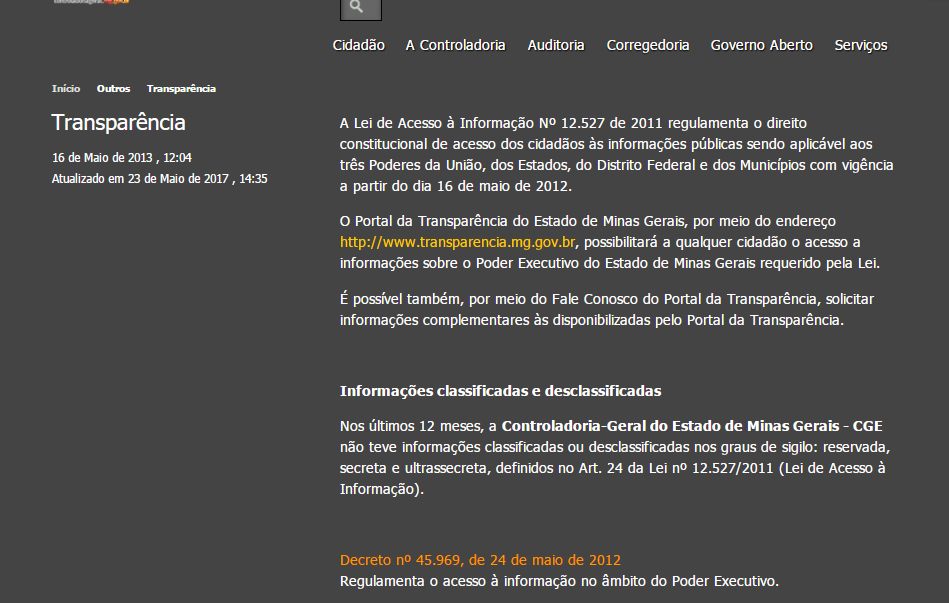 Cidadão A Controladoria Auditoria Corregedoria Governo Aberto Serviços
Início Outros Transparência
Transparência
16 de Maio de 2013 , 12:04
Atualizado em 23 de Maio de 2017 , 14:35
A Lei de Acesso à Informação Nº 12.527 de 2011 regulamenta o direito
constitucional de acesso dos cidadãos às informações públicas sendo aplicável aos
três Poderes da União, dos Estados, do Distrito Federal e dos Municípios com vigência
a partir do dia 16 de maio de 2012.
O Portal da Transparência do Estado de Minas Gerais, por meio do endereço
http://www.transparencia.mg.gov.br, possibilitará a qualquer cidadão o acesso a
informações sobre o Poder Executivo do Estado de Minas Gerais requerido pela Lei.
É possível também, por meio do Fale Conosco do Portal da Transparência, solicitar
informações complementares às disponibilizadas pelo Portal da Transparência.
Informações classificadas e desclassificadas
Nos últimos 12 meses, a Controladoria-Geral do Estado de Minas Gerais - CGE
não teve informações classificadas ou desclassificadas nos graus de sigilo: reservada,
secreta e ultrassecreta, definidos no Art. 24 da Lei nº 12.527/2011 (Lei de Acesso à
Informação).
Decreto nº 45.969, de 24 de maio de 2012
Regulamenta o acesso à informação no âmbito do Poder Executivo.